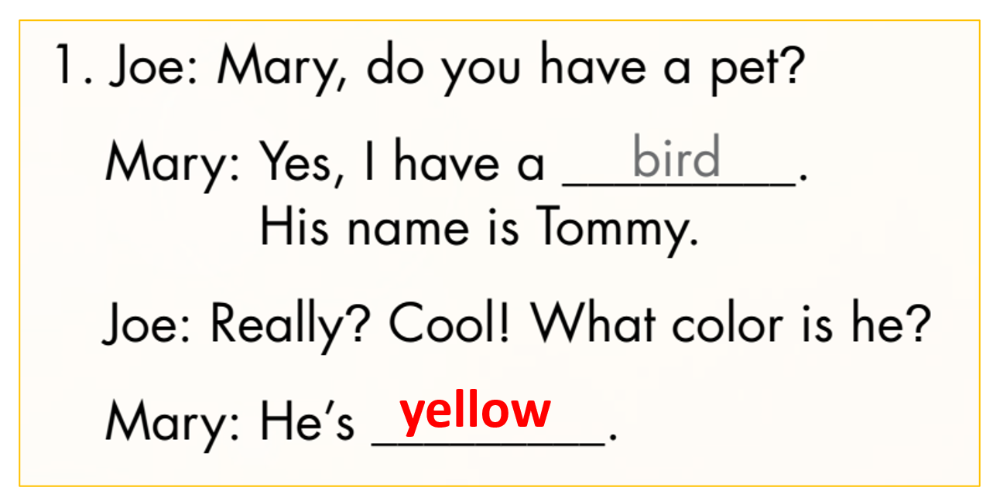 1. Joe: Mary, do you have a pet?
Mary: Yes, I have a bird.
His name is Tommy.
Joe: Really? Cool! What color is he?
Mary: He’s yellow.